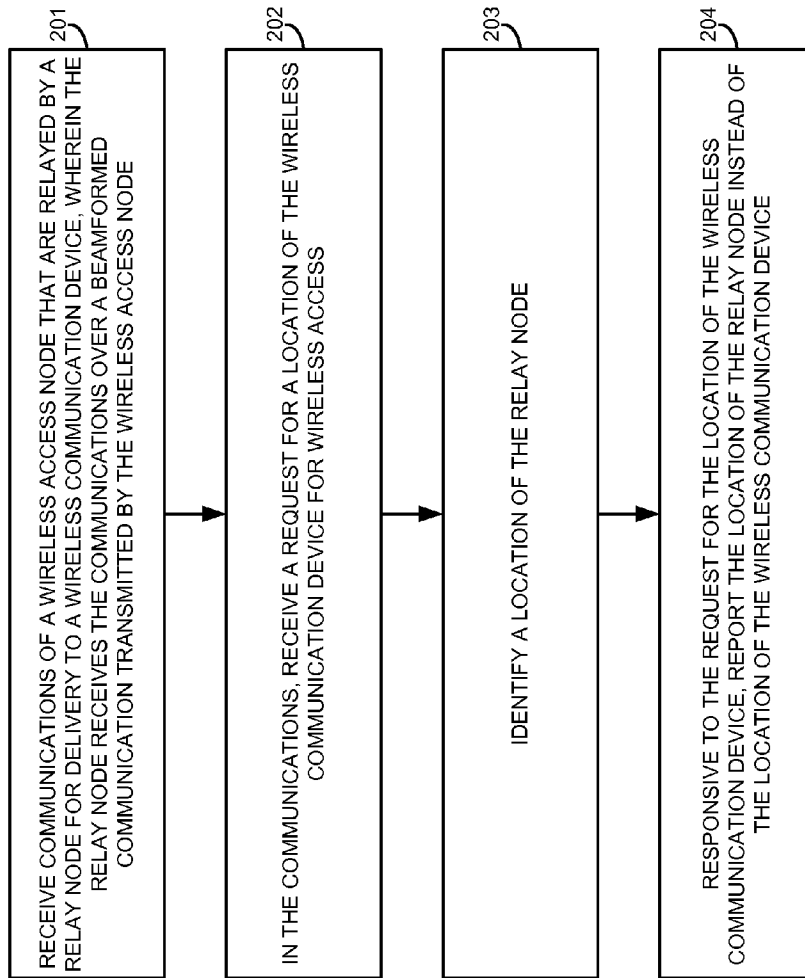 201
RECEIVE COMMUNICATIONS OF A WIRELESS ACCESS NODE THAT ARE RELAYED BY A
RELAY NODE FOR DELIVERY TO A WIRELESS COMMUNICATION DEVICE, WHEREIN THE
RELAY NODE RECEIVES THE COMMUNICATIONS OVER A BEAMFORMED
COMMUNICATION TRANSMITTED BY THE WIRELESS ACCESS NODE
202
IN THE COMMUNICATIONS, RECEIVE A REQUEST FOR A LOCATION OF THE WIRELESS
COMMUNICATION DEVICE FOR WIRELESS ACCESS
203
IDENTIFY A LOCATION OF THE RELAY NODE
204
RESPONSIVE TO THE REQUEST FOR THE LOCATION OF THE WIRELESS
COMMUNICATION DEVICE, REPORT THE LOCATION OF THE RELAY NODE INSTEAD OF
THE LOCATION OF THE WIRELESS COMMUNICATION DEVICE